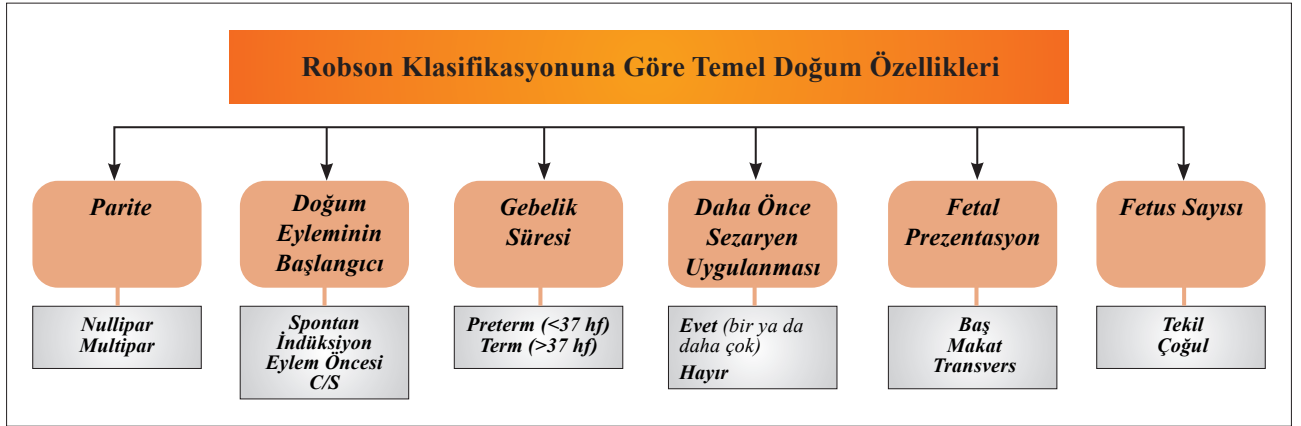 Robson Klasifikasyonuna Göre Temel Doğum Özellikleri
Parite
Nullipar
Multipar
Doğum
Eyleminin
Başlangıcı
Spontan
İndüksiyon
Eylem Öncesi
C/S
Gebelik
Süresi
Preterm (<37 hf)
Term (>37 hf)
Daha Önce
Sezaryen
Uygulanması
Evet (bir ya da
daha çok)
Hayır
Fetal
Prezentasyon
Baş
Makat
Transvers
Fetus Sayısı
Tekil
Çoğul